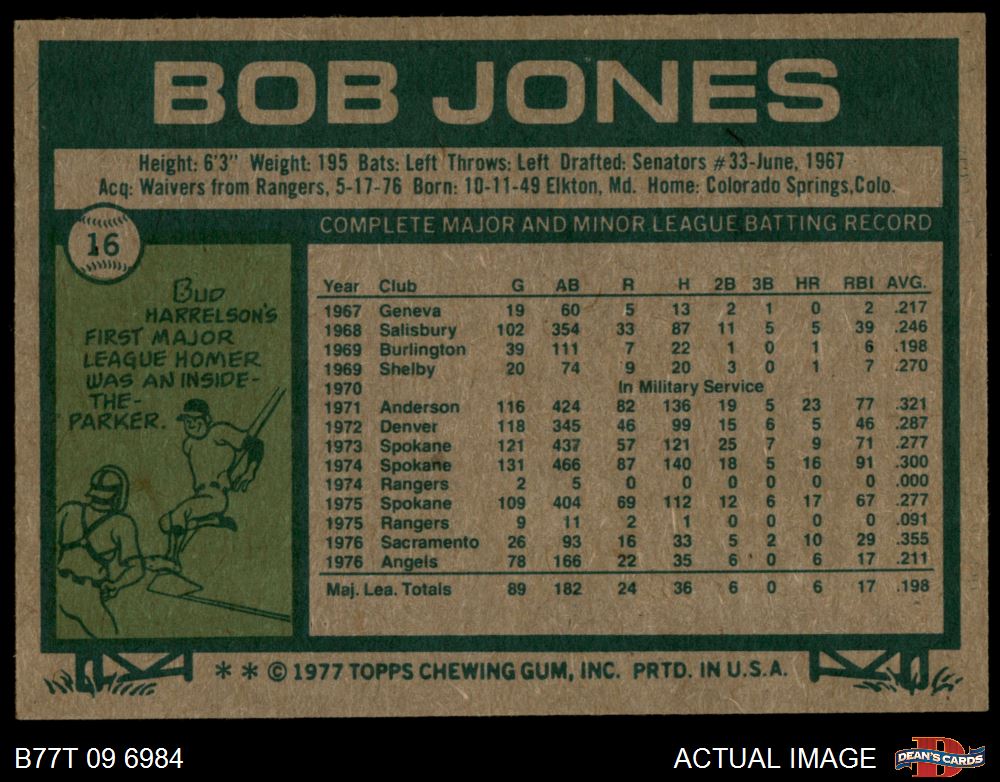 BOB JONES
Height: 6'3" Weight: 195 Bats: Left Throws: Left Drafted: Senators #33-June, 1967
Acq: Waivers from Rangers, 5-17-76 Born: 10-11-49 Elkton, Md. Home: Colorado Springs, Colo.
16
BUD
HARRELSON'S
FIRST MAJOR
LEAGUE HOMER
WAS AN INSIDE-
THE-
PARKER.
COMPLETE MAJOR AND MINOR LEAGUE BATTING RECORD
Year Club G AB R H 2B 3B HR RBI AVG.
1967 Geneva 19 60 5 13 2 1 0 2 .217
1968 Salisbury 102 354 33 87 11 5 5 39 .246
1969 Burlington 39 111 7 22 1 0 1 6 .198
1969 Shelby 20 74 9 20 3 0 1 7 .270
1970 In Military Service
1971 Anderson 116 424 82 136 19 5 23 77 .321
1972 Denver 118 345 46 99 15 6 5 46 .287
1973 Spokane 121 437 57 121 25 7 9 71 .277
1974 Spokane 131 466 87 140 18 5 16 91 .300
1974 Rangers 2 5 0 0 0 0 0 0 .000
1975 Spokane 109 404 69 112 12 6 17 67 .277
1975 Rangers 9 11 2 1 0 0 0 0 .091
1976 Sacramento 26 93 16 33 5 2 10 29 .355
1976 Angels 78 166 22 35 6 0 6 17 .211
Maj. Lea. Totals 89 182 24 36 6 0 6 17 .198
* * © 1977 TOPPS CHEWING GUM, INC. PRTD. IN U.S.A.
B77T 09 6984
ACTUAL IMAGE
DEAN'S CARDS